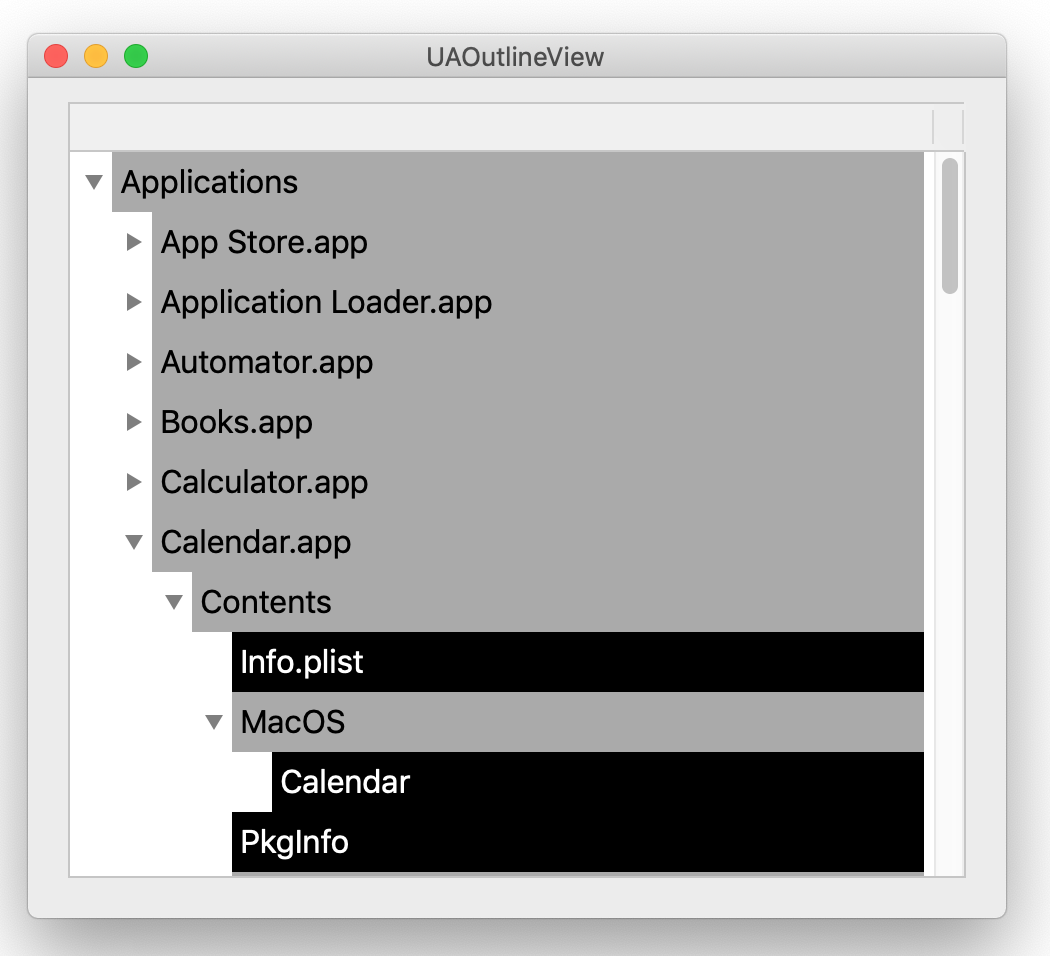 UAOutlineView
Applications
App Store.app
Application Loader.app
Automator.app
Books.app
Calculator.app
Calendar.app
Contents
Info.plist
MacOS
Calendar
PkgInfo